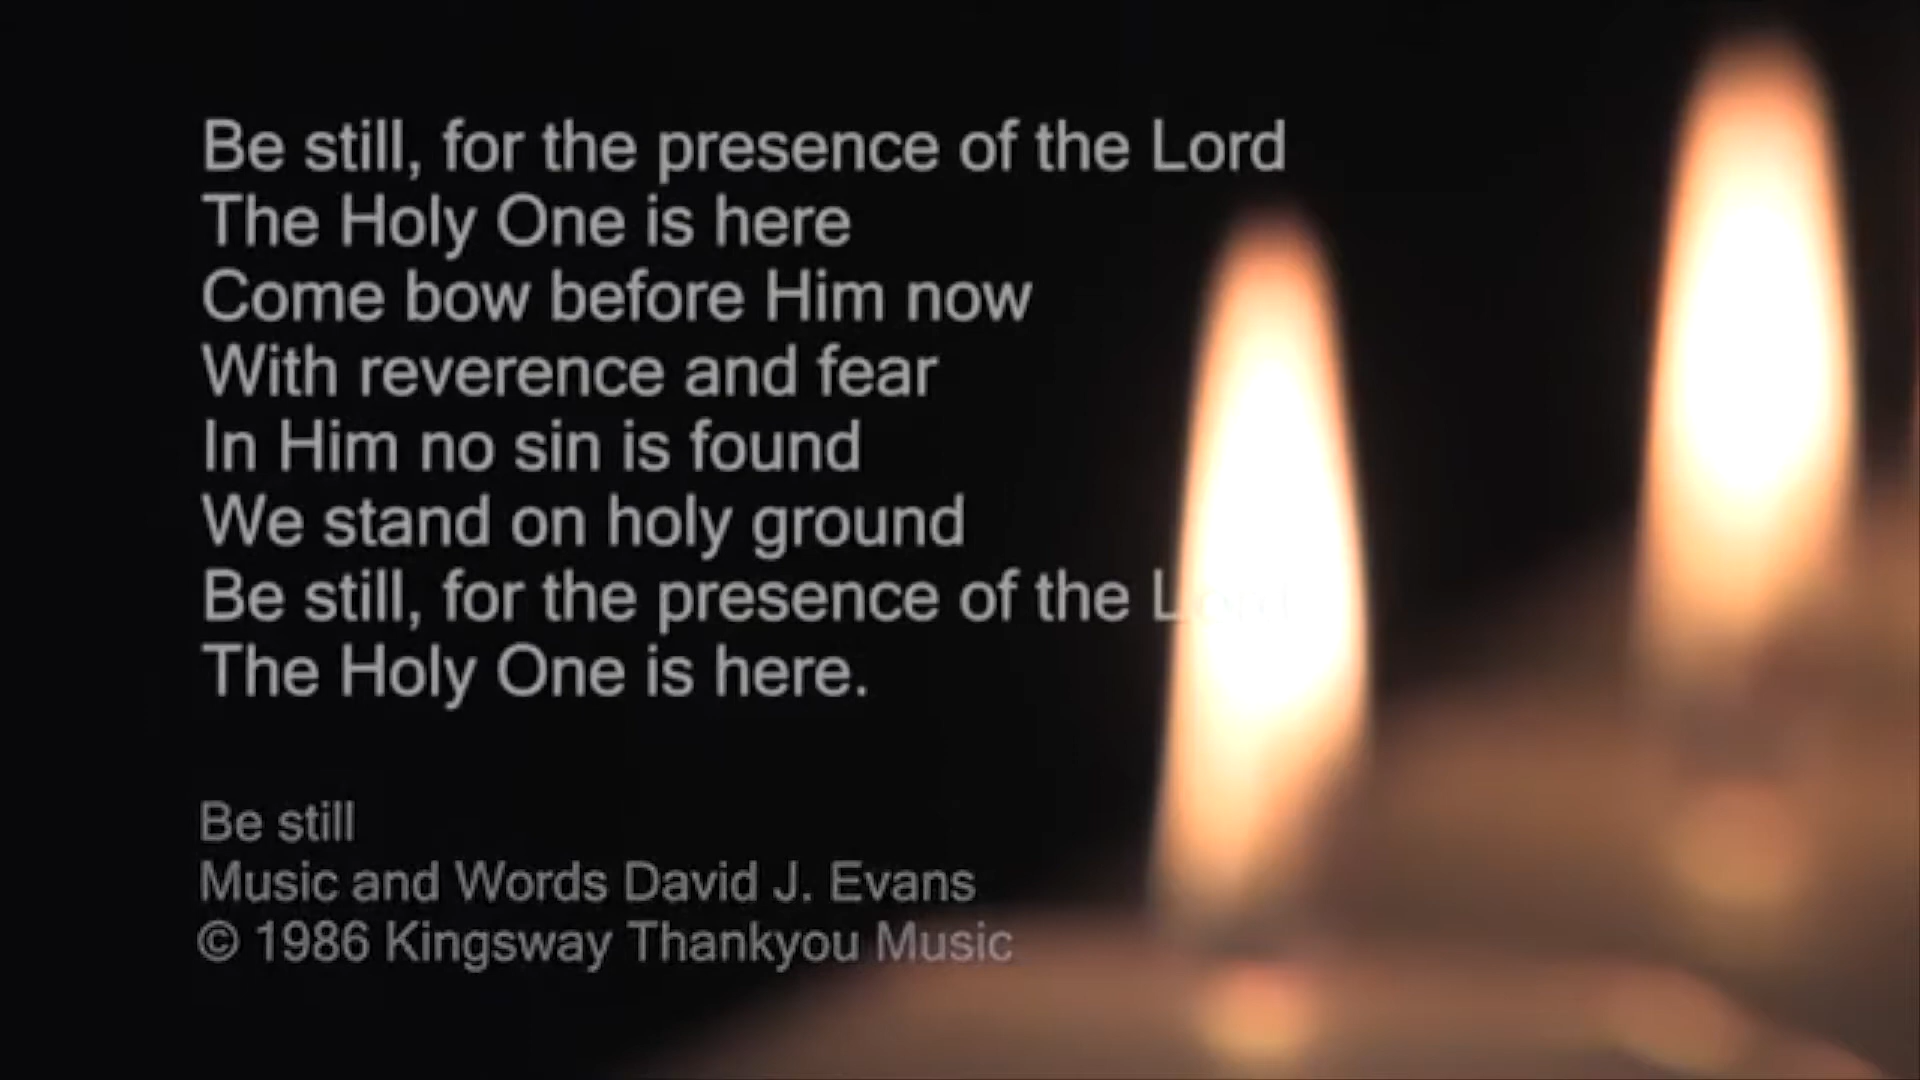 Be still, for the presence of the Lord
The Holy One is here
Come bow before Him now
With reverence and fear
In Him no sin is found
We stand on holy ground
Be still, for the presence of the Lord
The Holy One is here.
Be still
Music and Words David J. Evans
© 1986 Kingsway Thankyou Music